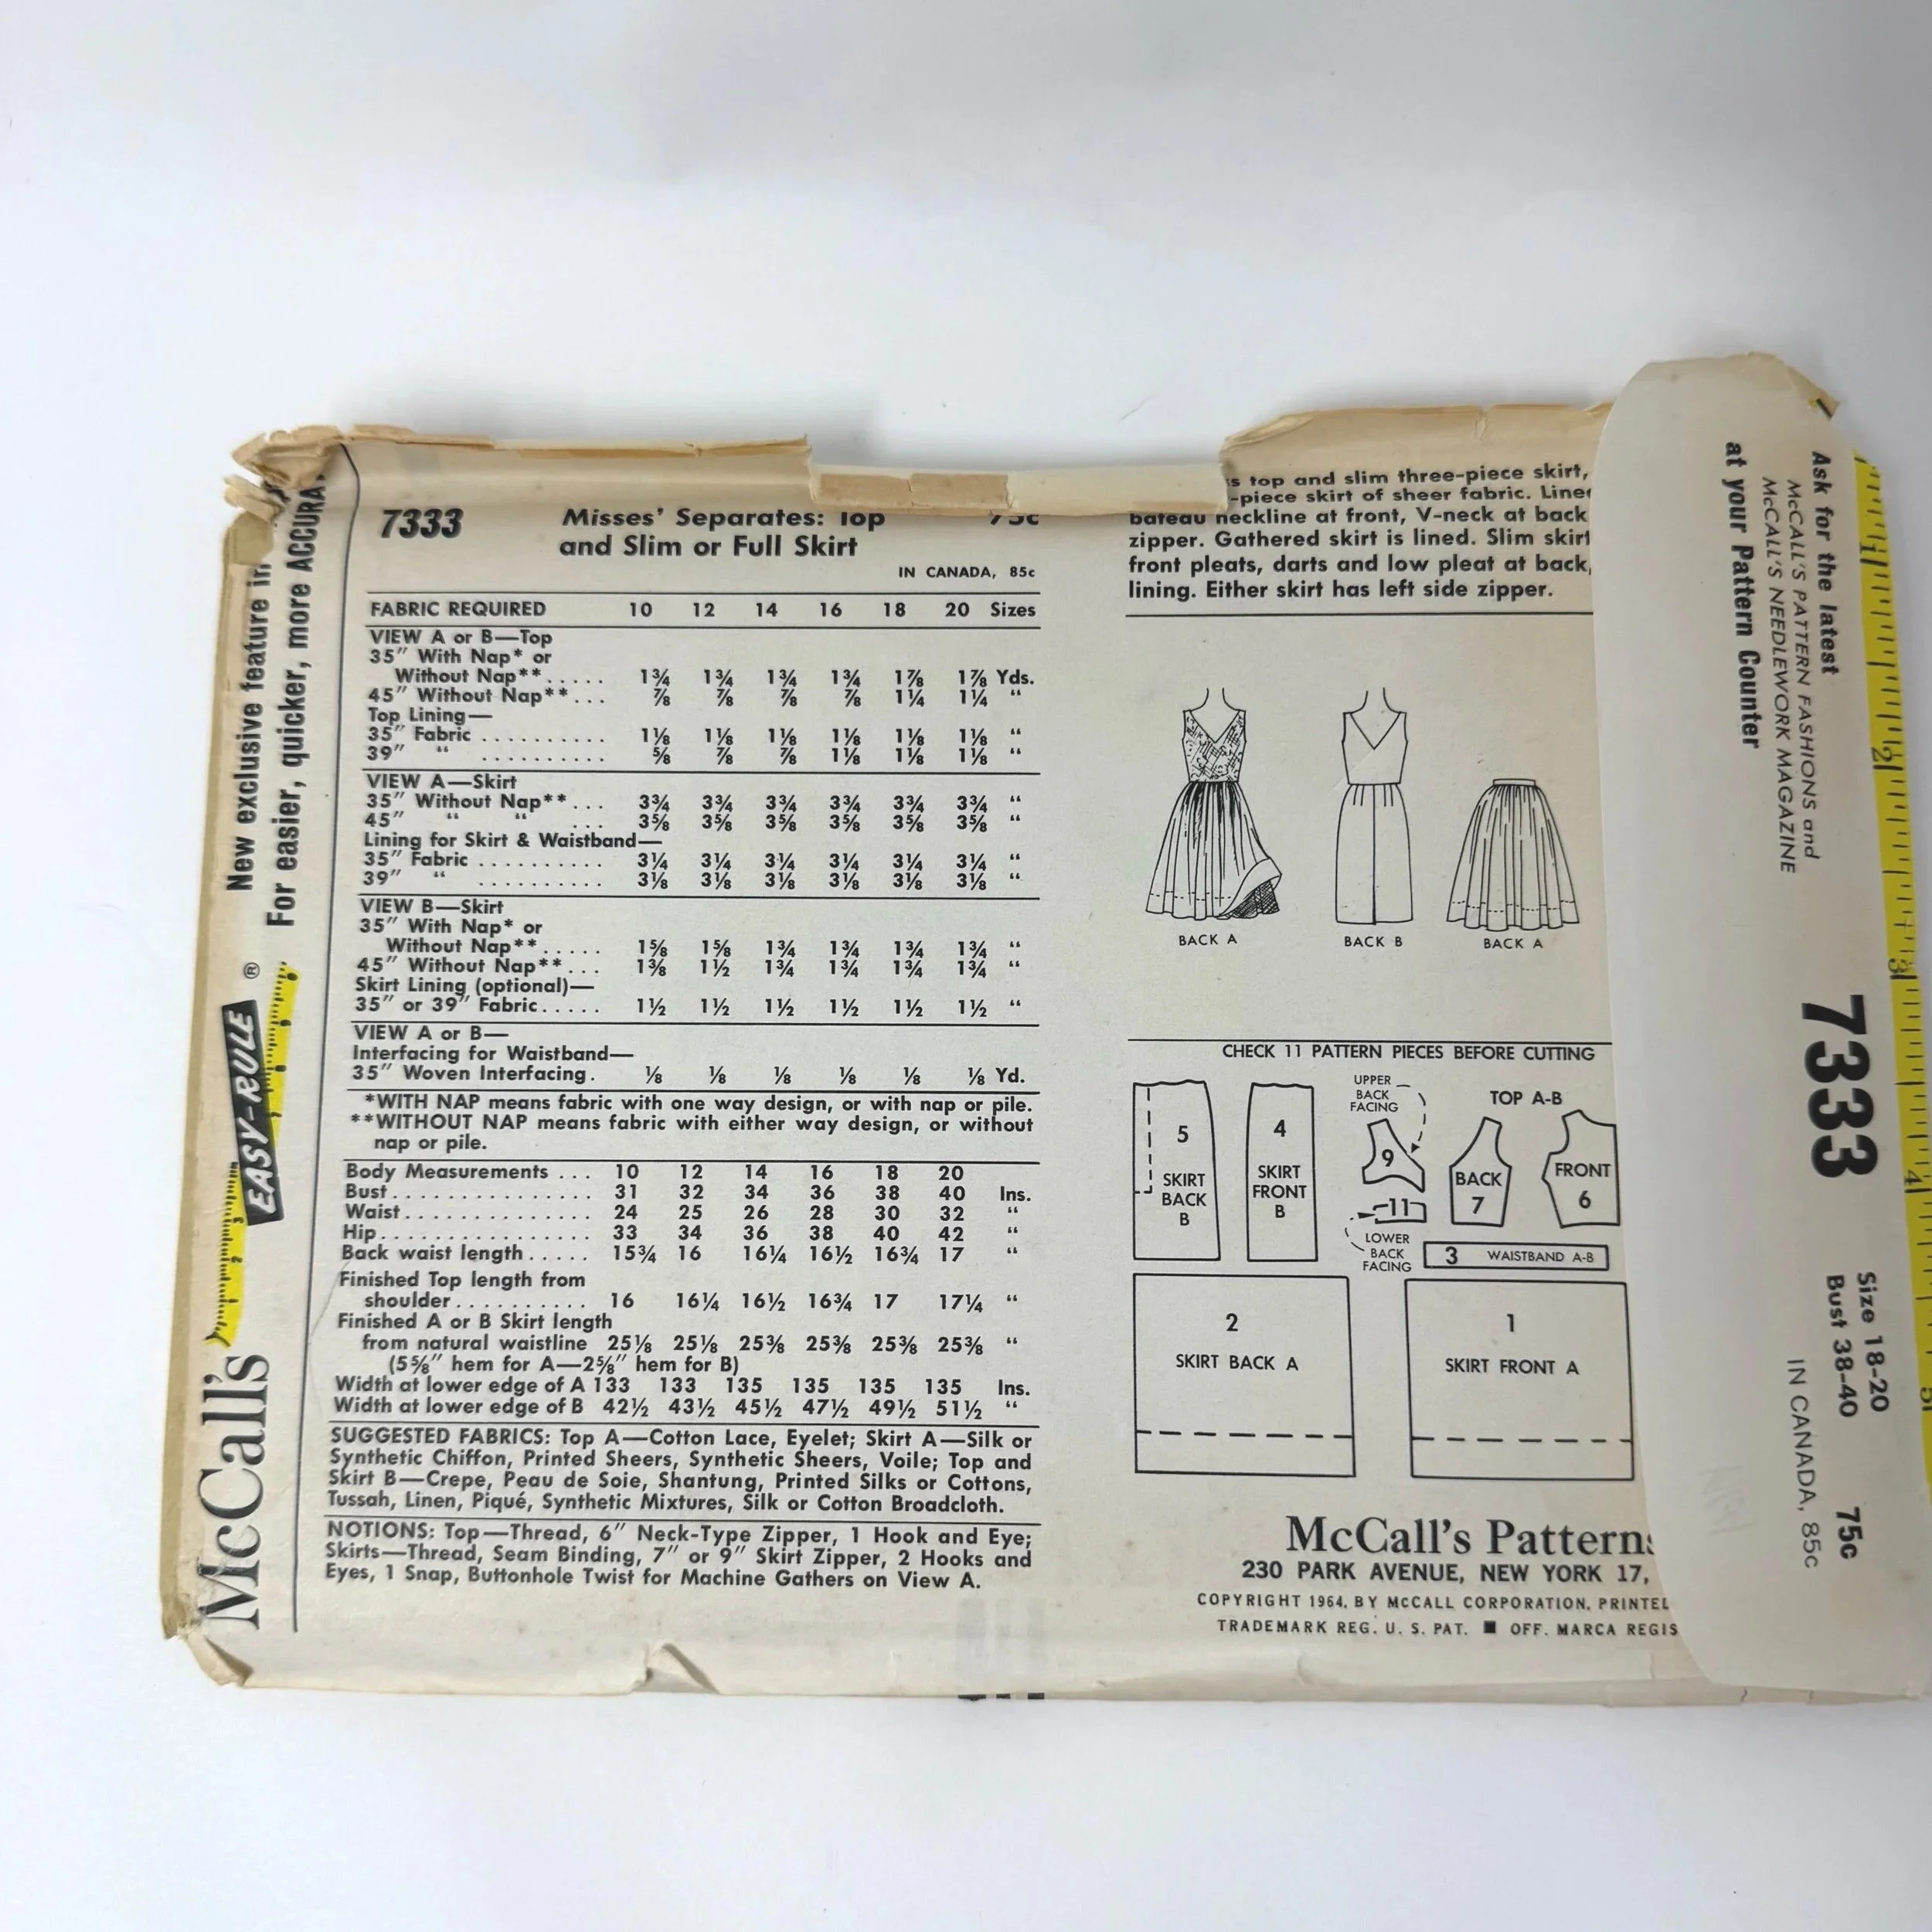 New exclusive feature in
For easier, quicker, more ACCURA
McCall's EASY-RULE ®
7333 Misses' Separates: Top 75c
and Slim or Full Skirt
IN CANADA, 85c
FABRIC REQUIRED 10 12 14 16 18 20 Sizes
VIEW A or B—Top
35" With Nap* or
Without Nap**..... 1¾ 1¾ 1¾ 1¾ 1⅞ 1⅞ Yds.
45" Without Nap**... ⅞ ⅞ ⅞ ⅞ 1¼ 1¼ "
Top Lining—
35" Fabric .......... 1⅛ 1⅛ 1⅛ 1⅛ 1⅛ 1⅛ "
39" " .......... ⅝ ⅞ ⅞ 1⅛ 1⅛ 1⅛ "
VIEW A—Skirt
35" Without Nap**... 3¾ 3¾ 3¾ 3¾ 3¾ 3¾ "
45" " " ... 3⅝ 3⅝ 3⅝ 3⅝ 3⅝ 3⅝ "
Lining for Skirt & Waistband—
35" Fabric .......... 3¼ 3¼ 3¼ 3¼ 3¼ 3¼ "
39" " .......... 3⅛ 3⅛ 3⅛ 3⅛ 3⅛ 3⅛ "
VIEW B—Skirt
35" With Nap* or
Without Nap**..... 1⅝ 1⅝ 1¾ 1¾ 1¾ 1¾ "
45" Without Nap**... 1⅜ 1½ 1¾ 1¾ 1¾ 1¾ "
Skirt Lining (optional)—
35" or 39" Fabric..... 1½ 1½ 1½ 1½ 1½ 1½ "
VIEW A or B—
Interfacing for Waistband—
35" Woven Interfacing. ⅛ ⅛ ⅛ ⅛ ⅛ ⅛ Yd.
*WITH NAP means fabric with one way design, or with nap or pile.
**WITHOUT NAP means fabric with either way design, or without
nap or pile.
Body Measurements ... 10 12 14 16 18 20
Bust................ 31 32 34 36 38 40 Ins.
Waist............... 24 25 26 28 30 32 "
Hip................. 33 34 36 38 40 42 "
Back waist length ..... 15¾ 16 16¼ 16½ 16¾ 17 "
Finished Top length from
shoulder.......... 16 16¼ 16½ 16¾ 17 17¼ "
Finished A or B Skirt length
from natural waistline 25⅛ 25⅛ 25⅜ 25⅜ 25⅜ 25⅜ "
(5⅝" hem for A—2⅝" hem for B)
Width at lower edge of A 133 133 135 135 135 135 Ins.
Width at lower edge of B 42½ 43½ 45½ 47½ 49½ 51½ "
SUGGESTED FABRICS: Top A—Cotton Lace, Eyelet; Skirt A—Silk or
Synthetic Chiffon, Printed Sheers, Synthetic Sheers, Voile; Top and
Skirt B—Crepe, Peau de Soie, Shantung, Printed Silks or Cottons,
Tussah, Linen, Piqué, Synthetic Mixtures, Silk or Cotton Broadcloth.
NOTIONS: Top—Thread, 6" Neck-Type Zipper, 1 Hook and Eye;
Skirts—Thread, Seam Binding, 7" or 9" Skirt Zipper, 2 Hooks and
Eyes, 1 Snap, Buttonhole Twist for Machine Gathers on View A.
s top and slim three-piece skirt,
-piece skirt of sheer fabric. Line
bateau neckline at front, V-neck at back
zipper. Gathered skirt is lined. Slim skirt
front pleats, darts and low pleat at back,
lining. Either skirt has left side zipper.
BACK A BACK B BACK A
CHECK 11 PATTERN PIECES BEFORE CUTTING
5 SKIRT BACK B
4 SKIRT FRONT B
UPPER BACK FACING
9
11
LOWER BACK FACING
TOP A-B
BACK 7
FRONT 6
3 WAISTBAND A-B
2 SKIRT BACK A
1 SKIRT FRONT A
McCall's Pattern
230 PARK AVENUE, NEW YORK 17,
COPYRIGHT 1964, BY McCALL CORPORATION, PRINTE
TRADEMARK REG. U. S. PAT. ■ OFF. MARCA REGIS
Ask for the latest
McCALL'S PATTERN FASHIONS and
McCALL'S NEEDLEWORK MAGAZINE
at your Pattern Counter
7333
Size 18-20
Bust 38-40
75c
IN CANADA, 85c
1 2 3 4 5